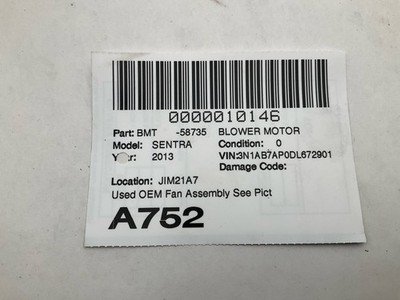 0000010146
Part: BMT -58735 BLOWER MOTOR
Model: SENTRA Condition: 0
Year: 2013 VIN:3N1AB7AP0DL672901
Damage Code:
Location: JIM21A7
Used OEM Fan Assembly See Pict
A752